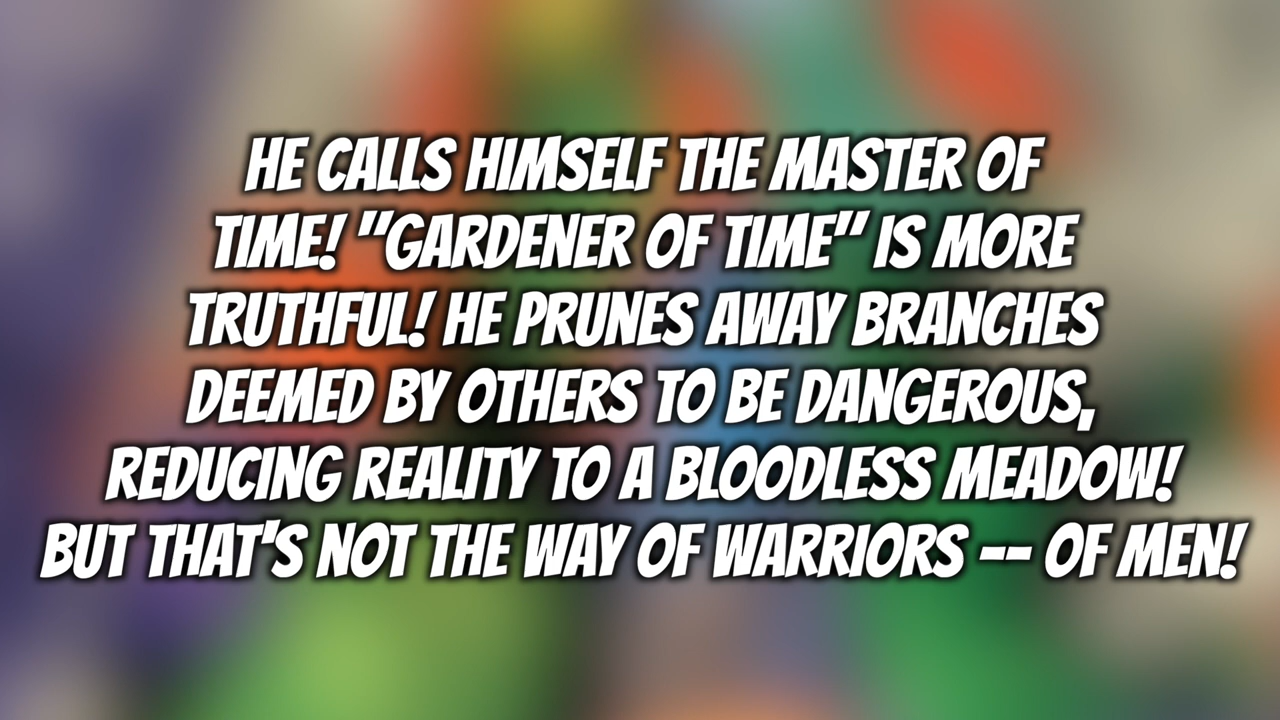 HE CALLS HIMSELF THE MASTER OF
TIME! "GARDENER OF TIME" IS MORE
TRUTHFUL! HE PRUNES AWAY BRANCHES
DEEMED BY OTHERS TO BE DANGEROUS,
REDUCING REALITY TO A BLOODLESS MEADOW!
BUT THAT'S NOT THE WAY OF WARRIORS -- OF MEN!